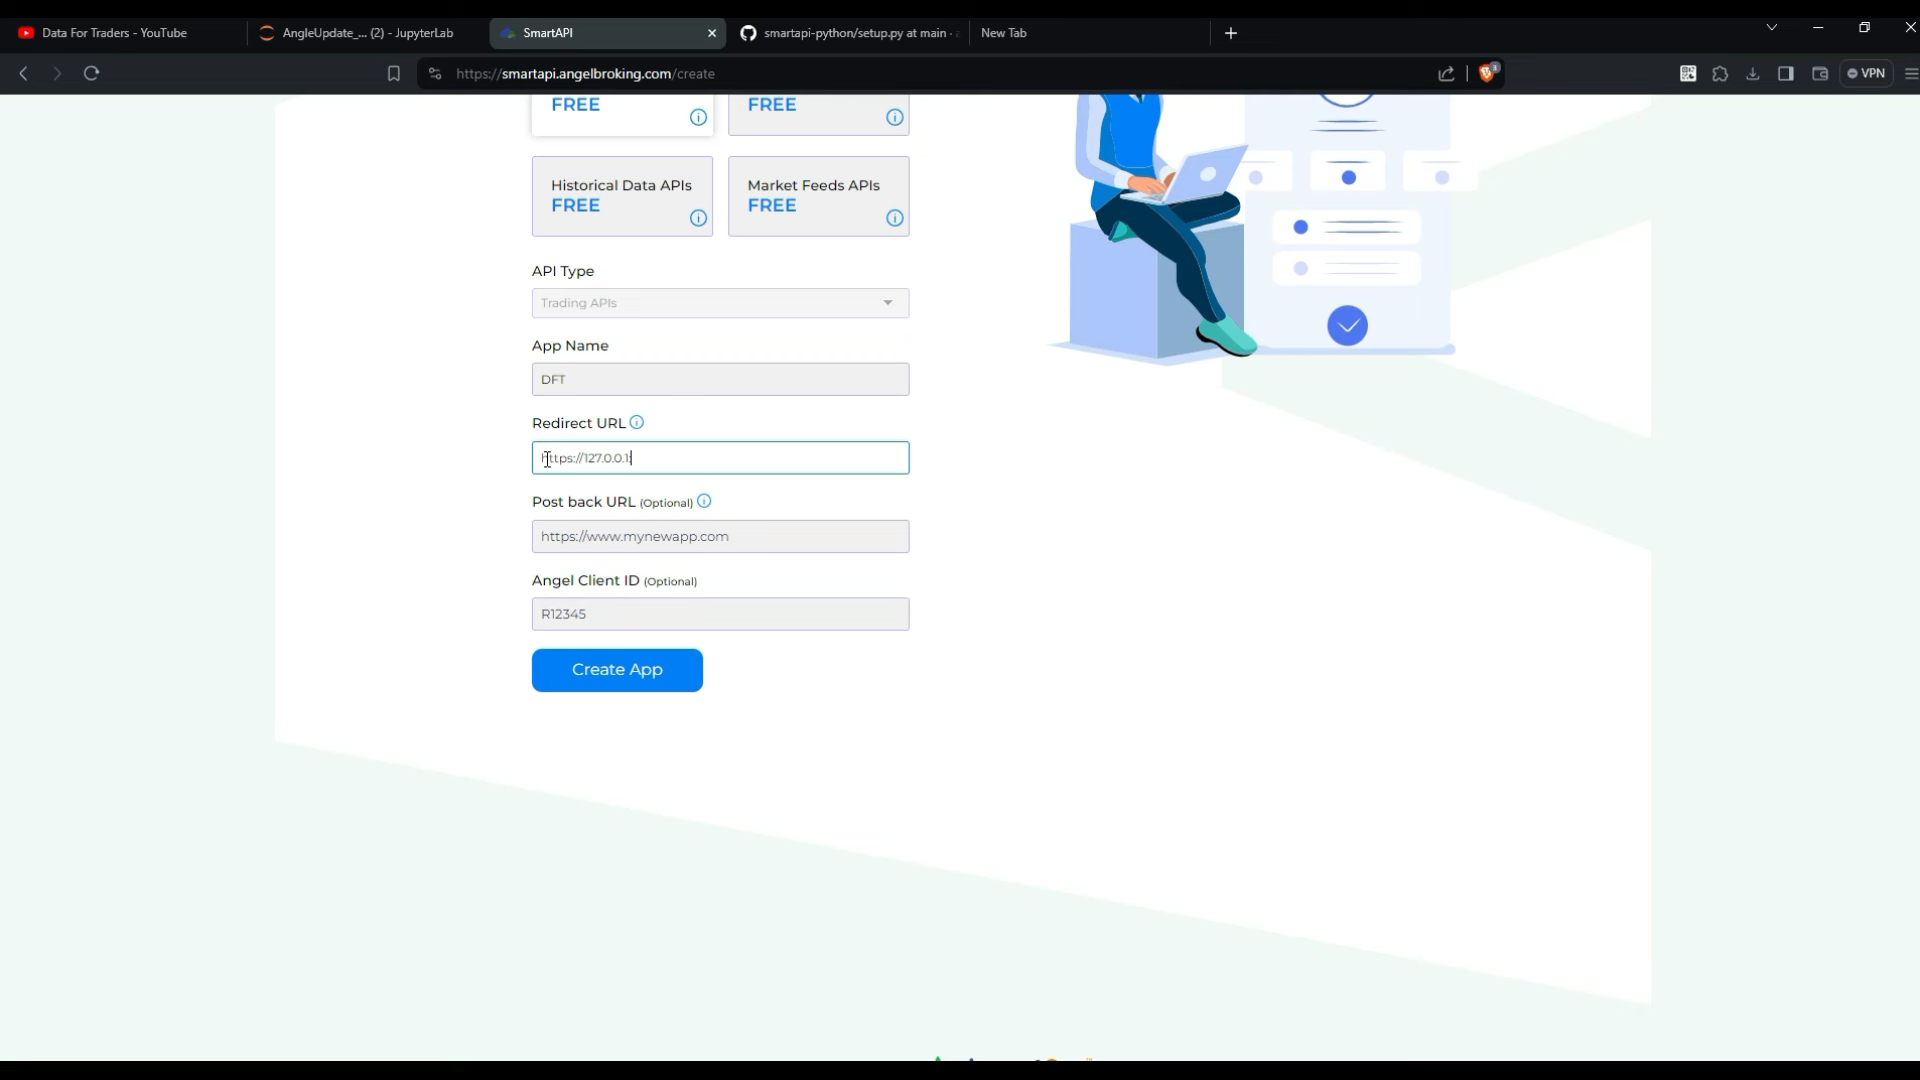 Data For Traders - YouTube
AngleUpdate_... (2) - JupyterLab
SmartAPI
smartapi-python/setup.py at main ·
New Tab
https://smartapi.angelbroking.com/create
3
VPN
FREE
FREE
Historical Data APIs
FREE
Market Feeds APIs
FREE
API Type
Trading APIs
App Name
DFT
Redirect URL
https://127.0.0.1:
Post back URL (Optional)
https://www.mynewapp.com
Angel Client ID (Optional)
R12345
Create App